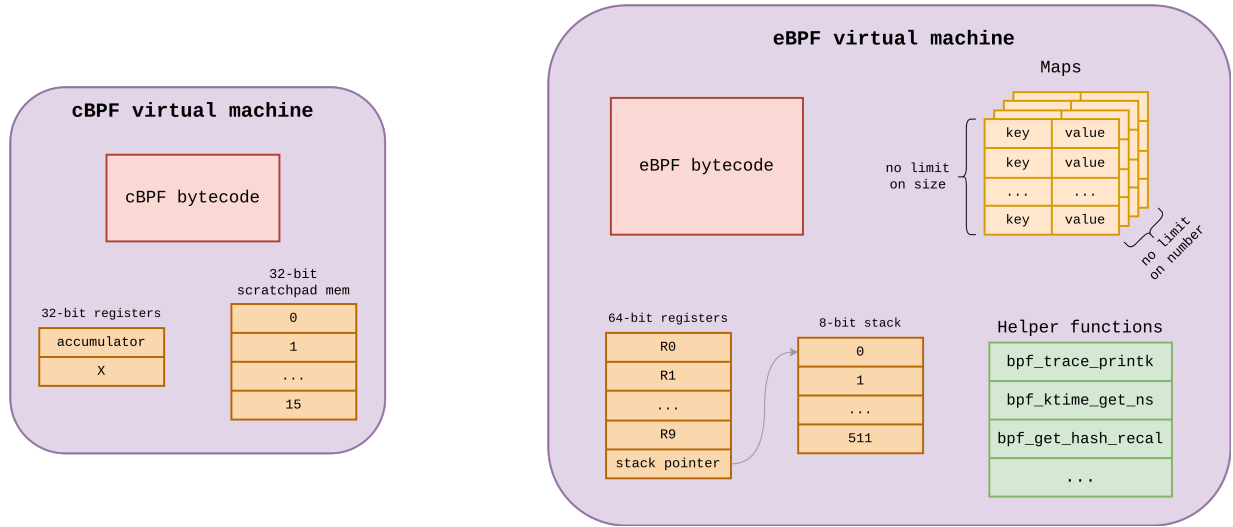 cBPF virtual machine
cBPF bytecode
32-bit registers
accumulator
X
32-bit
scratchpad mem
0
1
...
15
eBPF virtual machine
eBPF bytecode
Maps
no limit
on size
key value
key value
... ...
key value
no limit
on number
64-bit registers
R0
R1
...
R9
stack pointer
8-bit stack
0
1
...
511
Helper functions
bpf_trace_printk
bpf_ktime_get_ns
bpf_get_hash_recal
...